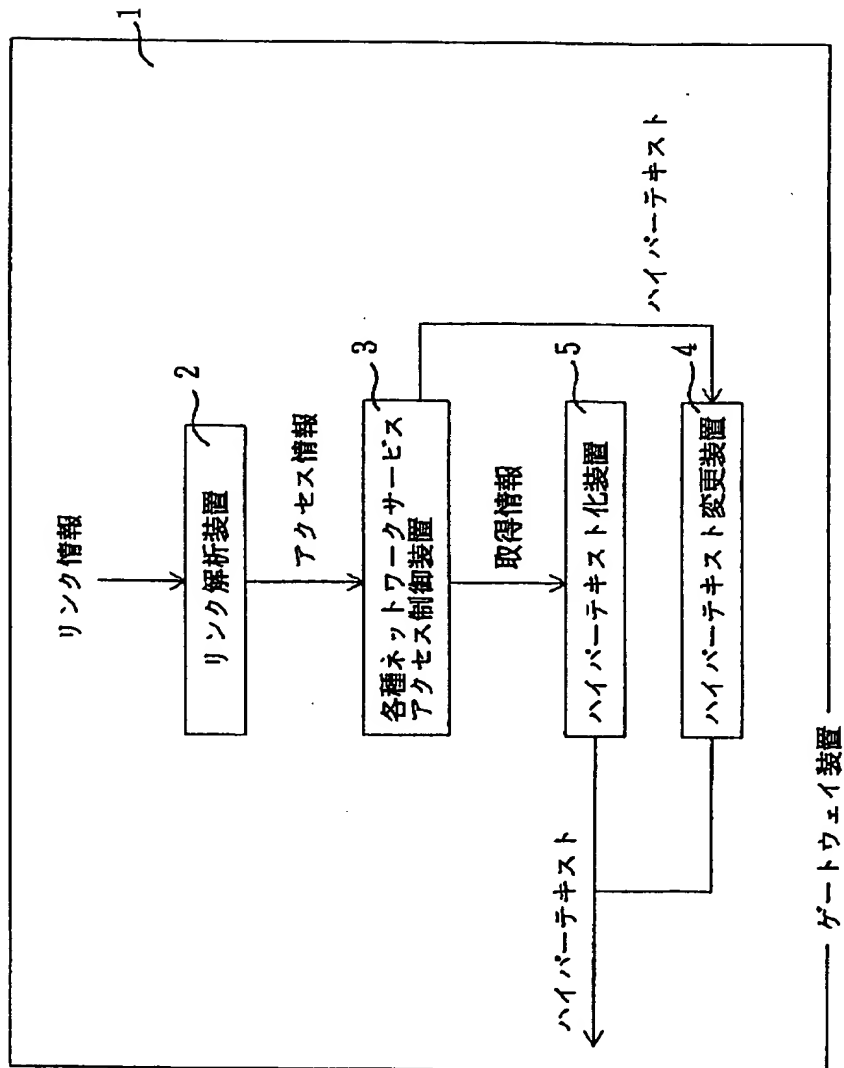 1
リンク情報
2
リンク解析装置
アクセス情報
3
各種ネットワークサービス
アクセス制御装置
ハイパーテキスト
取得情報
5
ハイパーテキスト化装置
4
ハイパーテキスト変更装置
ハイパーテキスト
ゲートウェイ装置